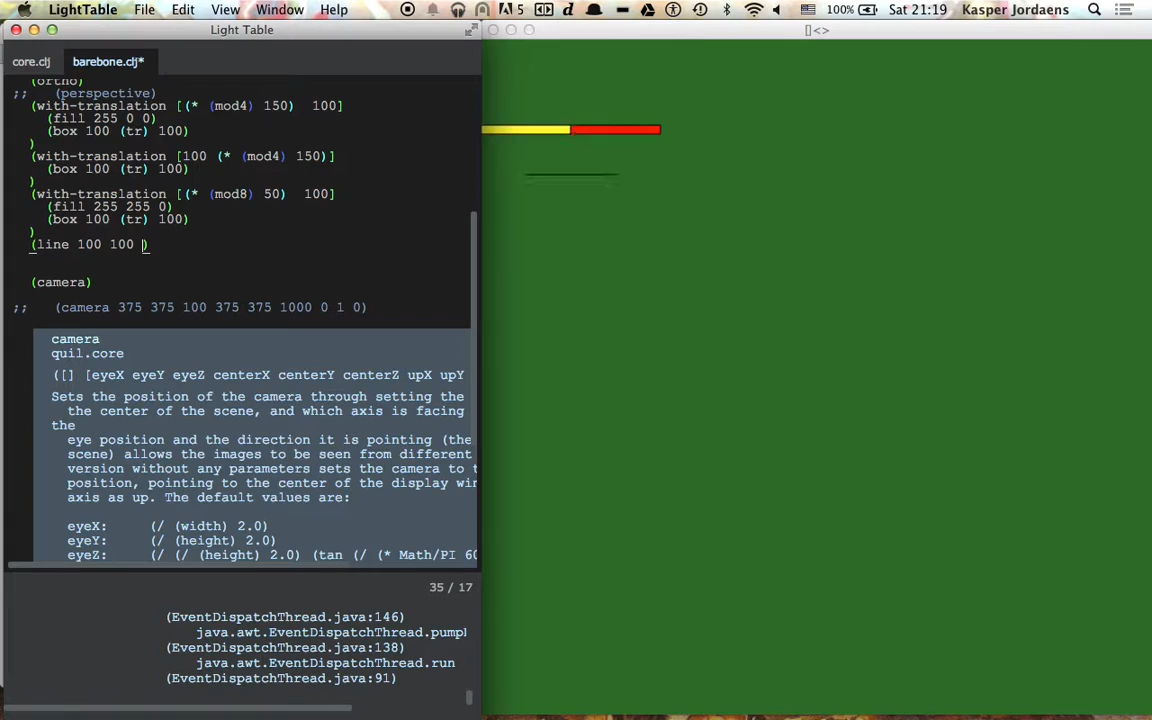 LightTable File Edit View Window Help 5 100% Sat 21:19 Kasper Jordaens
Light Table
[]<>
core.clj barebone.clj*
(ortho)
;; (perspective)
(with-translation [(* (mod4) 150) 100]
(fill 255 0 0)
(box 100 (tr) 100)
)
(with-translation [100 (* (mod4) 150)]
(box 100 (tr) 100)
)
(with-translation [(* (mod8) 50) 100]
(fill 255 255 0)
(box 100 (tr) 100)
)
(line 100 100 )
(camera)
;; (camera 375 375 100 375 375 1000 0 1 0)
camera
quil.core
([] [eyeX eyeY eyeZ centerX centerY centerZ upX upY
Sets the position of the camera through setting the
the center of the scene, and which axis is facing
the
eye position and the direction it is pointing (the
scene) allows the images to be seen from different
version without any parameters sets the camera to t
position, pointing to the center of the display win
axis as up. The default values are:
eyeX: (/ (width) 2.0)
eyeY: (/ (height) 2.0)
eyeZ: (/ (/ (height) 2.0) (tan (/ (* Math/PI 60
35 / 17
(EventDispatchThread.java:146)
java.awt.EventDispatchThread.pump
(EventDispatchThread.java:138)
java.awt.EventDispatchThread.run
(EventDispatchThread.java:91)